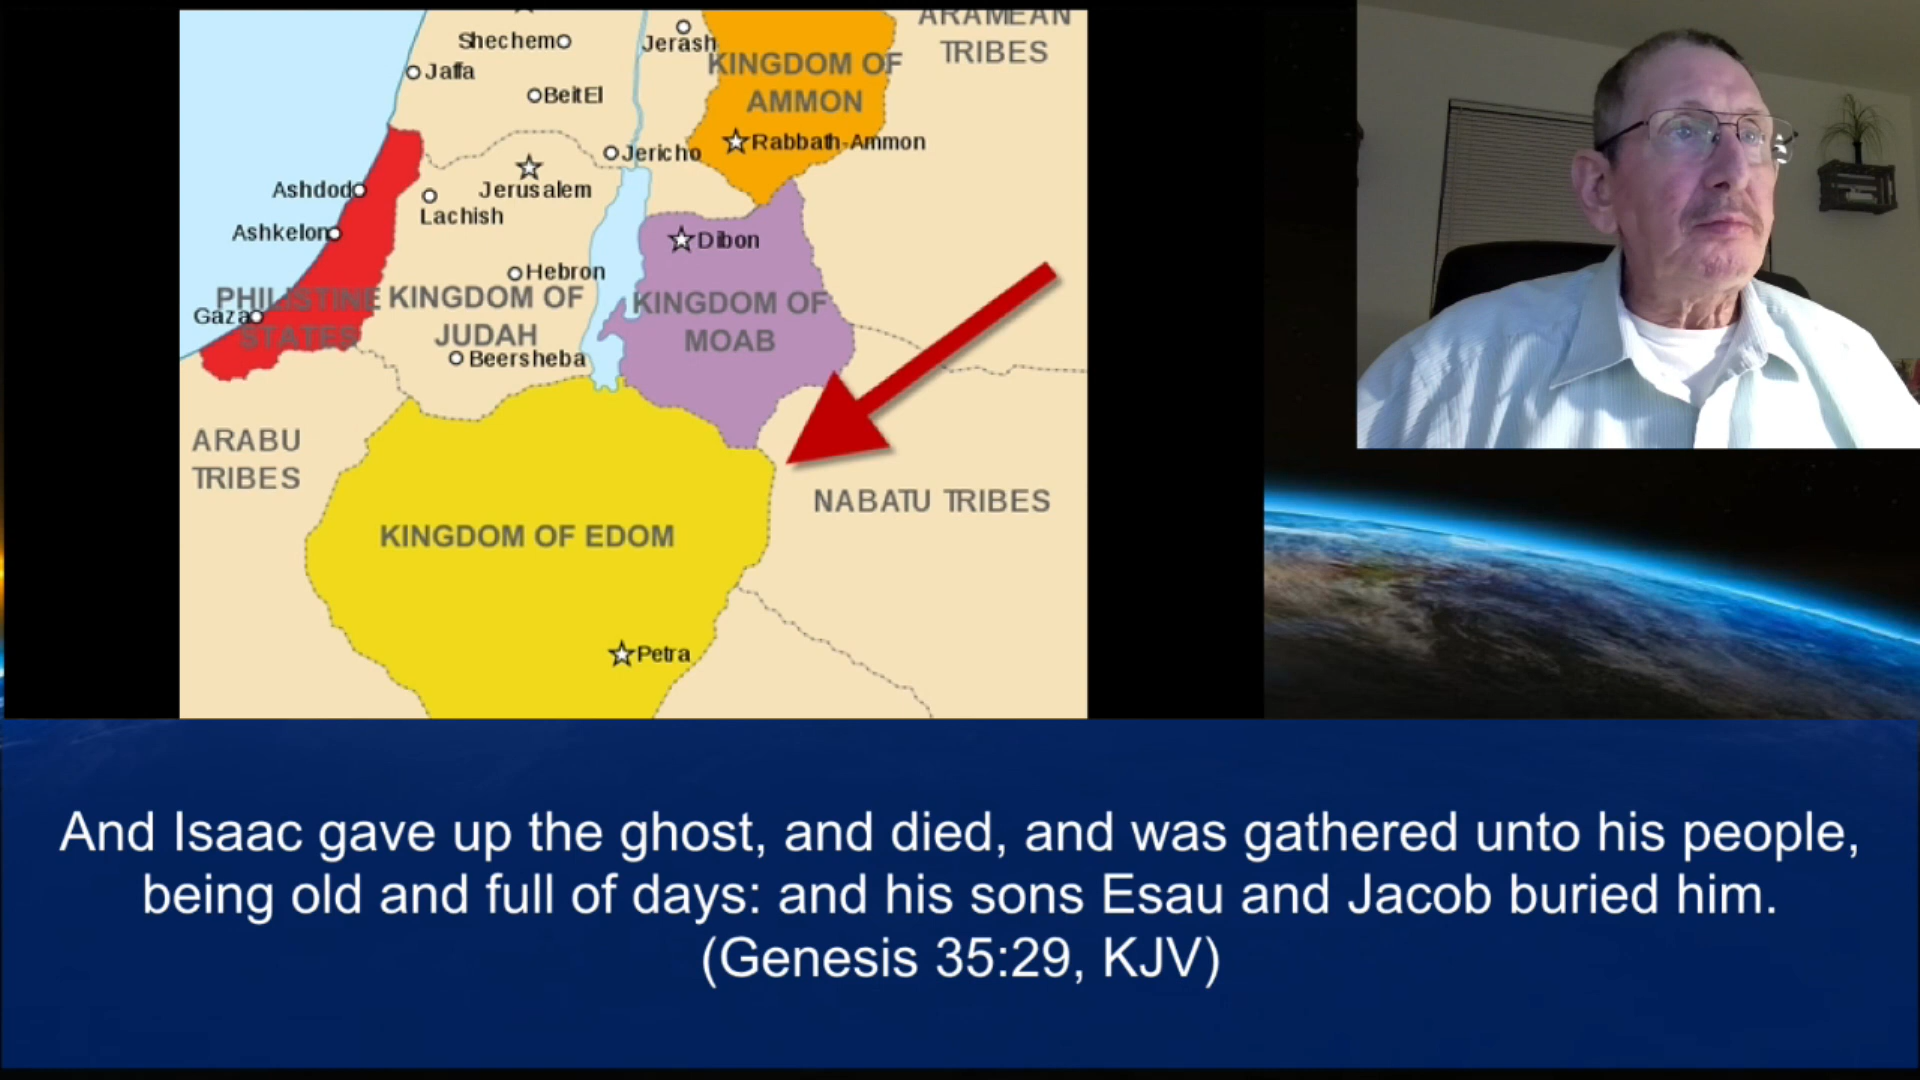 ARAMEAN
TRIBES
Shechem
Jerash
KINGDOM OF
AMMON
Jaffa
BeitEl
Rabbath-Ammon
Jericho
Jerusalem
Ashdod
Lachish
Ashkelon
Dibon
Hebron
PHILISTINE
STATES
Gaza
KINGDOM OF
JUDAH
KINGDOM OF
MOAB
Beersheba
ARABU
TRIBES
NABATU TRIBES
KINGDOM OF EDOM
Petra
And Isaac gave up the ghost, and died, and was gathered unto his people,
being old and full of days: and his sons Esau and Jacob buried him.
(Genesis 35:29, KJV)